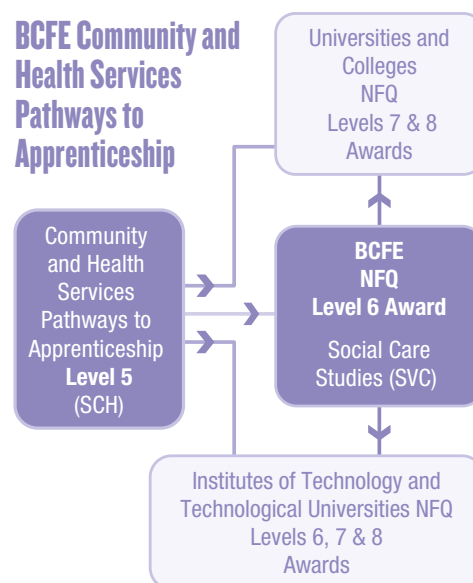 BCFE Community and
Health Services
Pathways to
Apprenticeship
Universities and
Colleges
NFQ
Levels 7 & 8
Awards
Community
and Health
Services
Pathways to
Apprenticeship
Level 5
(SCH)
BCFE
NFQ
Level 6 Award
Social Care
Studies (SVC)
Institutes of Technology and
Technological Universities NFQ
Levels 6, 7 & 8
Awards